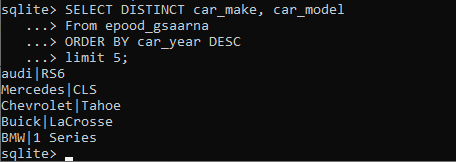 sqlite> SELECT DISTINCT car_make, car_model
...> From epood_gsaarna
...> ORDER BY car_year DESC
...> limit 5;
audi|RS6
Mercedes|CLS
Chevrolet|Tahoe
Buick|LaCrosse
BMW|1 Series
sqlite>